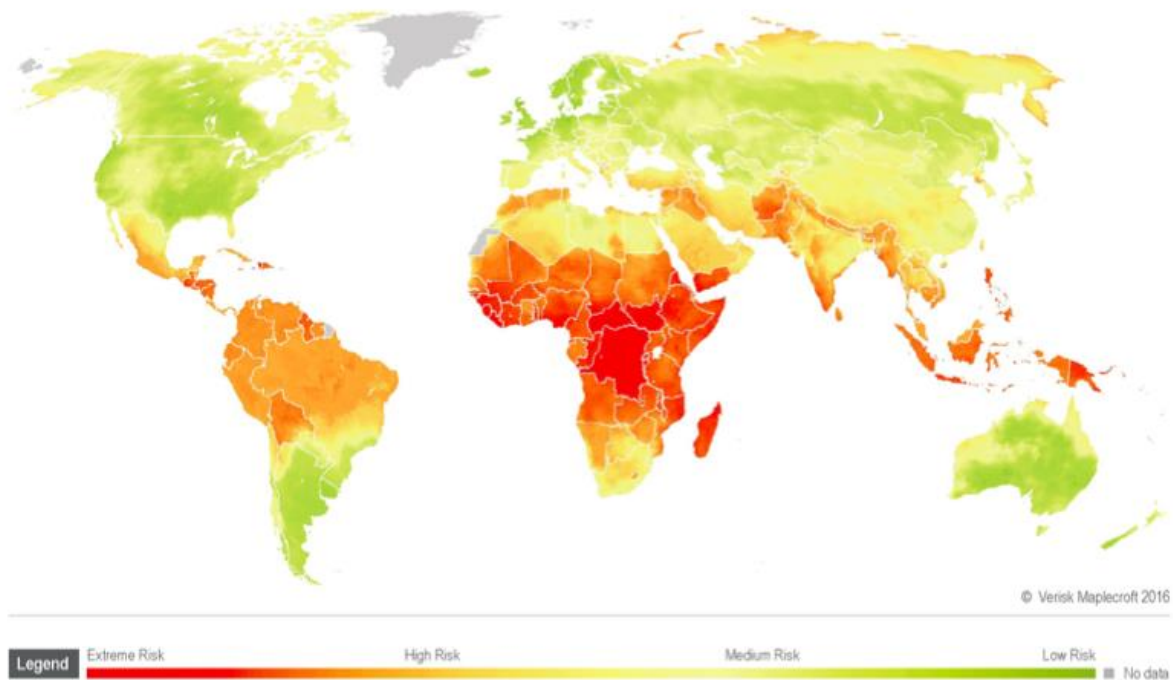 © Verisk Maplecroft 2016
Legend Extreme Risk High Risk Medium Risk Low Risk No data